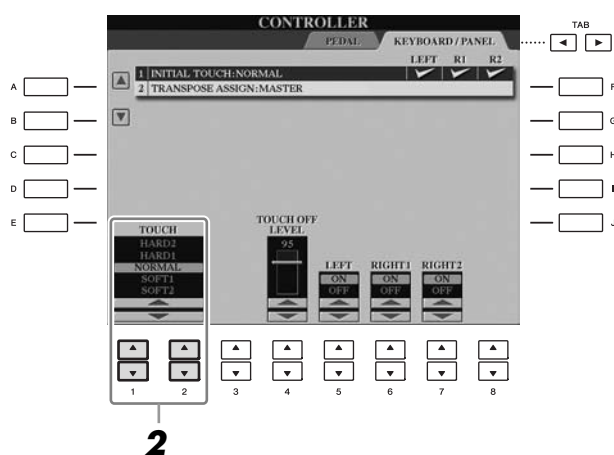 CONTROLLER
TAB
PEDAL
KEYBOARD / PANEL
LEFT R1 R2
1 INITIAL TOUCH:NORMAL
2 TRANSPOSE ASSIGN:MASTER
A
B
C
D
E
F
G
H
I
J
TOUCH
HARD2
HARD1
NORMAL
SOFT1
SOFT2
TOUCH OFF
LEVEL
95
LEFT
ON
OFF
RIGHT1
ON
OFF
RIGHT2
ON
OFF
1 2 3 4 5 6 7 8
2